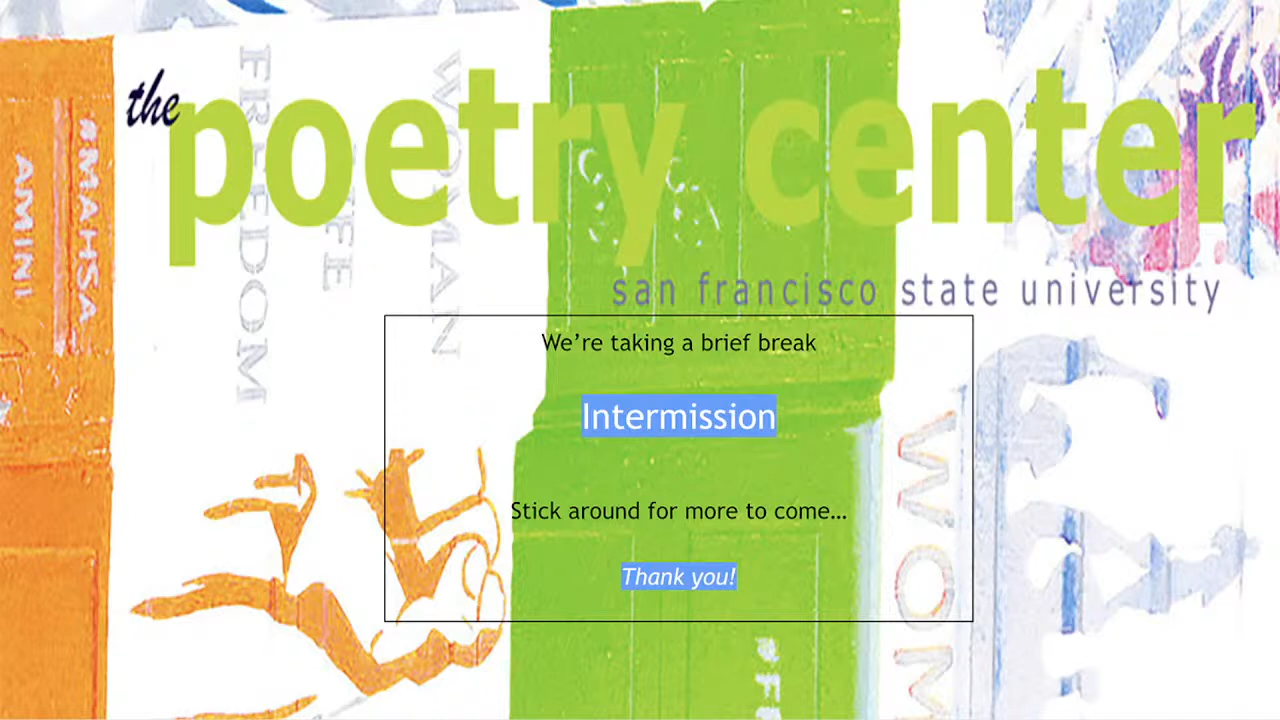 the poetry center
san francisco state university
We're taking a brief break
Intermission
Stick around for more to come…
Thank you!
#MAHSA
AMINI
WOMAN
LIFE
FREEDOM
WOM